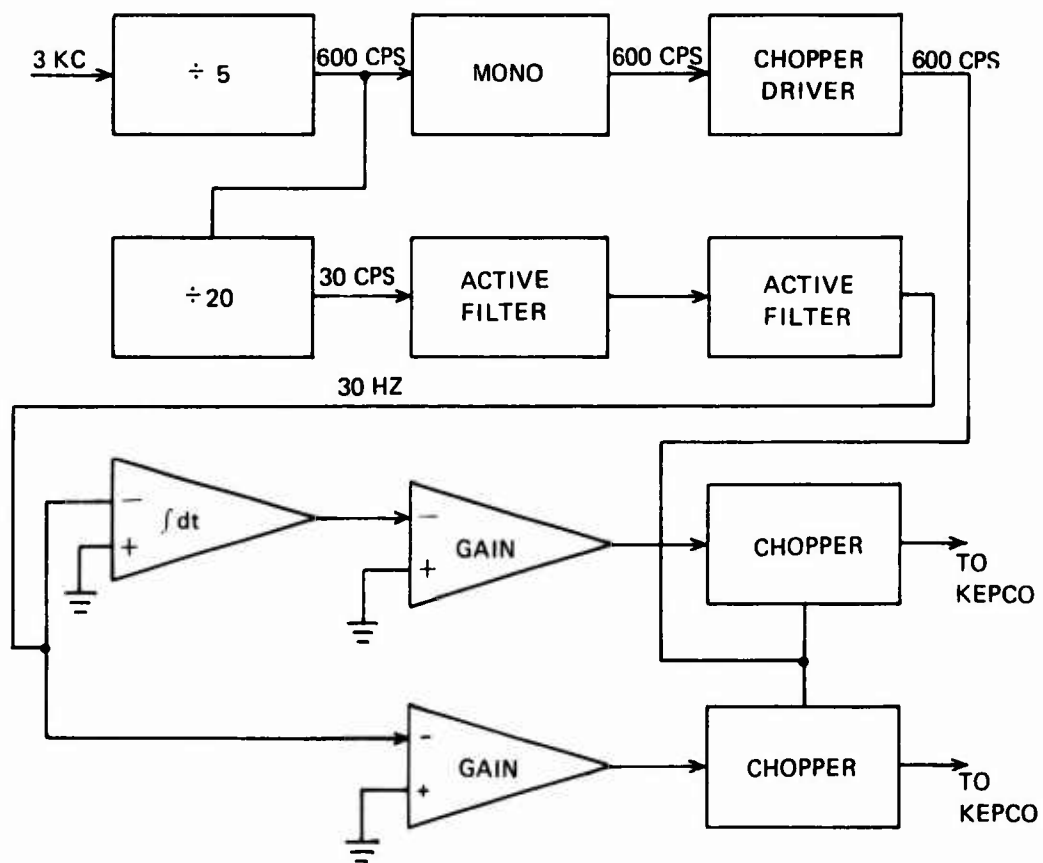 3 KC
÷ 5
600 CPS
MONO
600 CPS
CHOPPER
DRIVER
600 CPS
÷20
30 CPS
ACTIVE
FILTER
ACTIVE
FILTER
30 HZ
−
∫dt
+
−
GAIN
+
CHOPPER
TO
KEPCO
-
GAIN
+
CHOPPER
TO
KEPCO